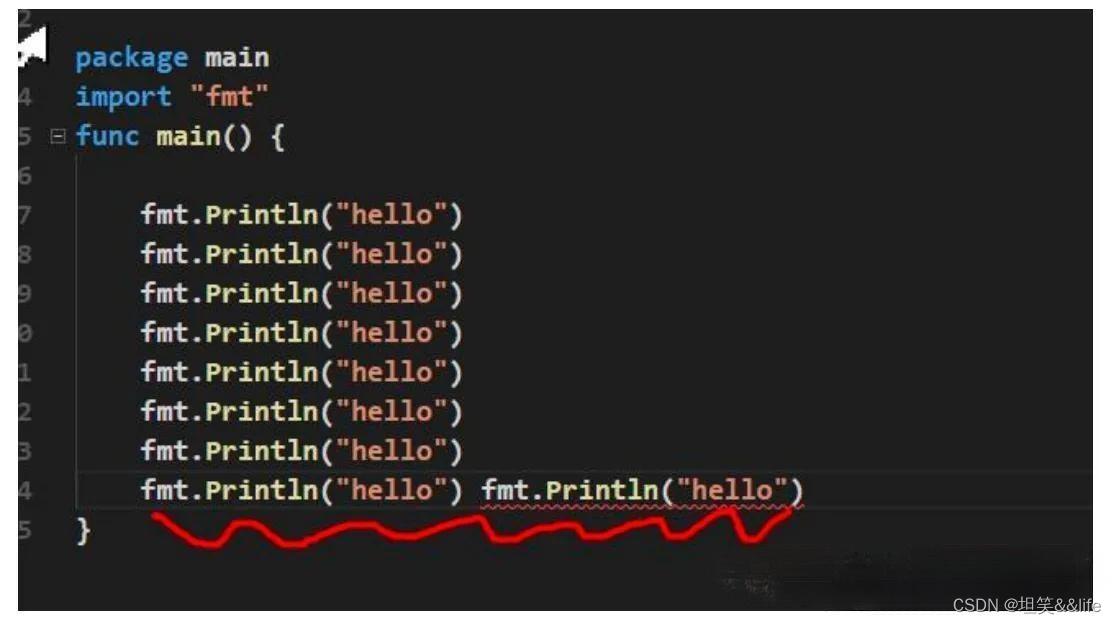 2
package main
4 import "fmt"
5 func main() {
6
7 fmt.Println("hello")
8 fmt.Println("hello")
9 fmt.Println("hello")
0 fmt.Println("hello")
1 fmt.Println("hello")
2 fmt.Println("hello")
3 fmt.Println("hello")
4 fmt.Println("hello") fmt.Println("hello")
5 }
CSDN @坦笑&&life